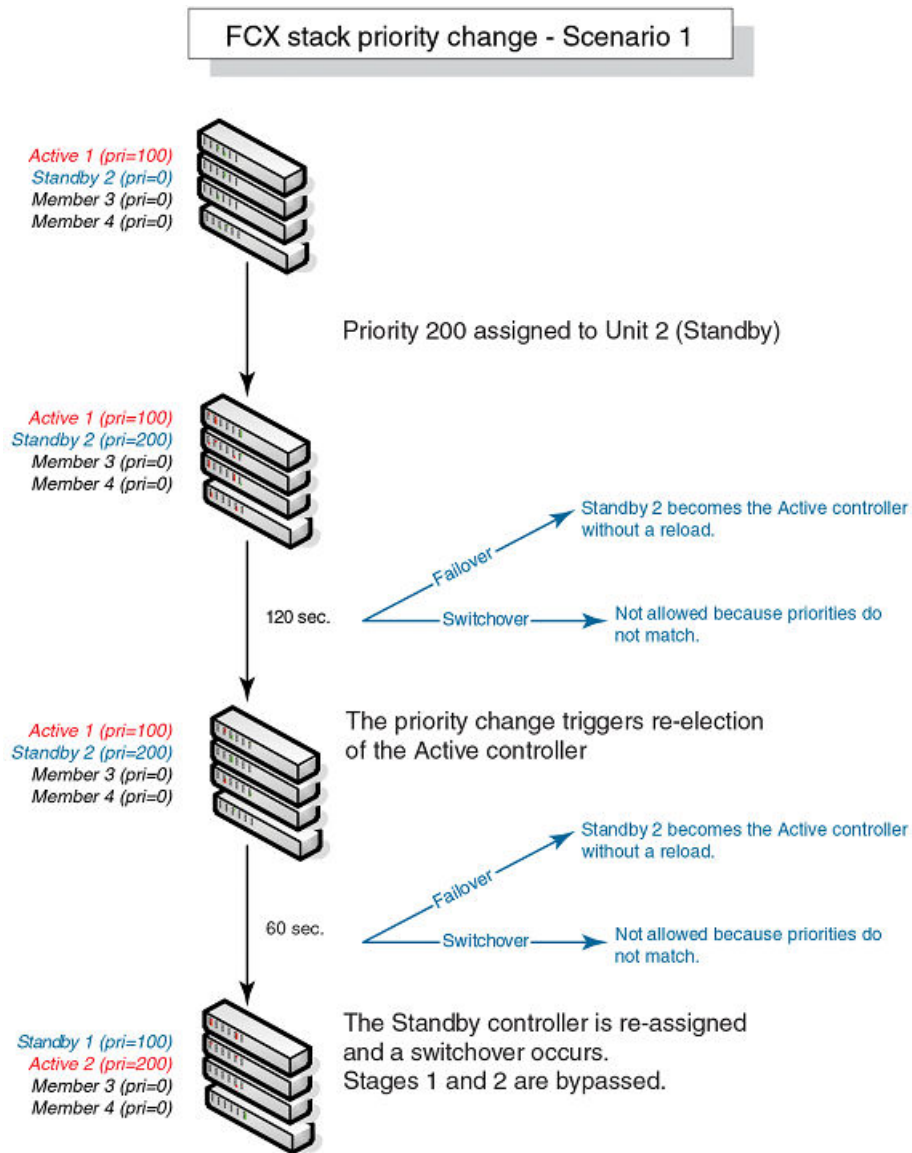 FCX stack priority change - Scenario 1
Active 1 (pri=100)
Standby 2 (pri=0)
Member 3 (pri=0)
Member 4 (pri=0)
Priority 200 assigned to Unit 2 (Standby)
Active 1 (pri=100)
Standby 2 (pri=200)
Member 3 (pri=0)
Member 4 (pri=0)
120 sec.
Failover
Standby 2 becomes the Active controller
without a reload.
Switchover
Not allowed because priorities do
not match.
Active 1 (pri=100)
Standby 2 (pri=200)
Member 3 (pri=0)
Member 4 (pri=0)
The priority change triggers re-election
of the Active controller
60 sec.
Failover
Standby 2 becomes the Active controller
without a reload.
Switchover
Not allowed because priorities do
not match.
Standby 1 (pri=100)
Active 2 (pri=200)
Member 3 (pri=0)
Member 4 (pri=0)
The Standby controller is re-assigned
and a switchover occurs.
Stages 1 and 2 are bypassed.